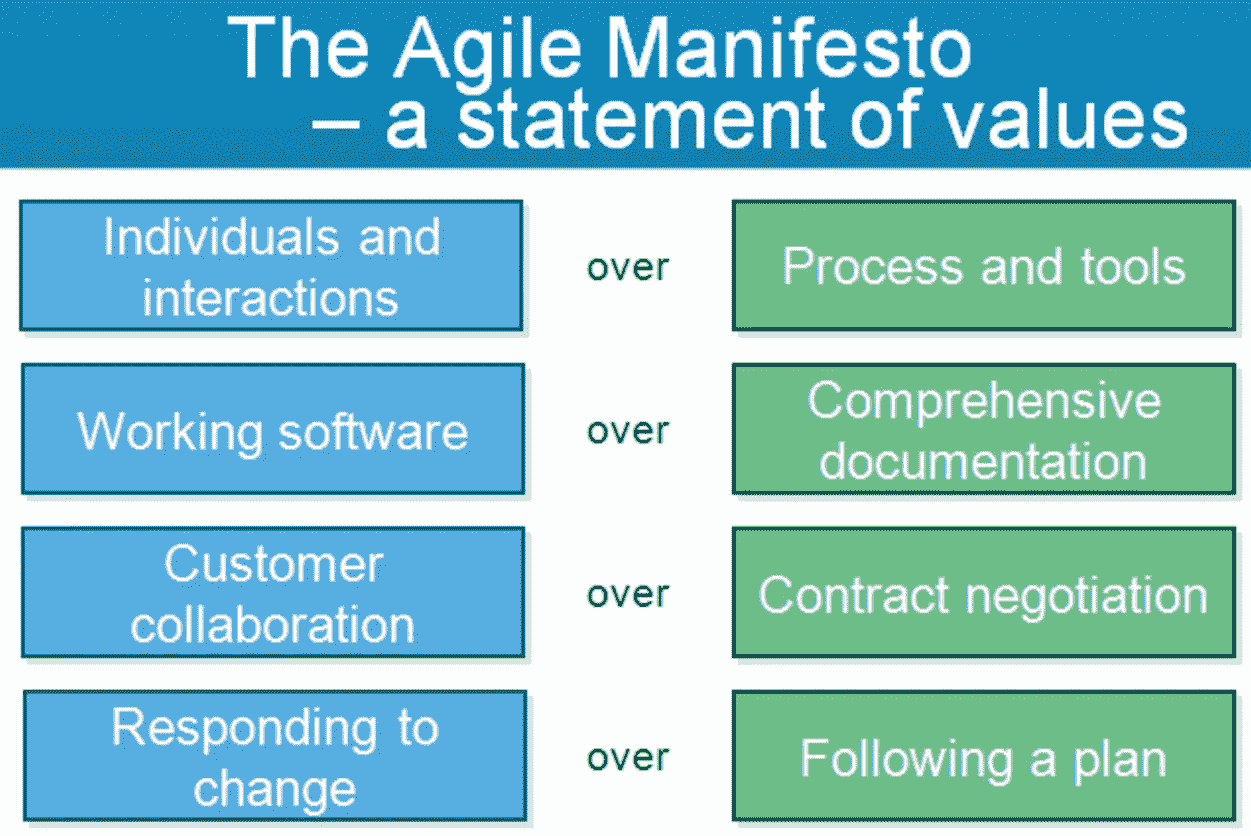 The Agile Manifesto
– a statement of values
Individuals and
interactions
over
Process and tools
Working software
over
Comprehensive
documentation
Customer
collaboration
over
Contract negotiation
Responding to
change
over
Following a plan